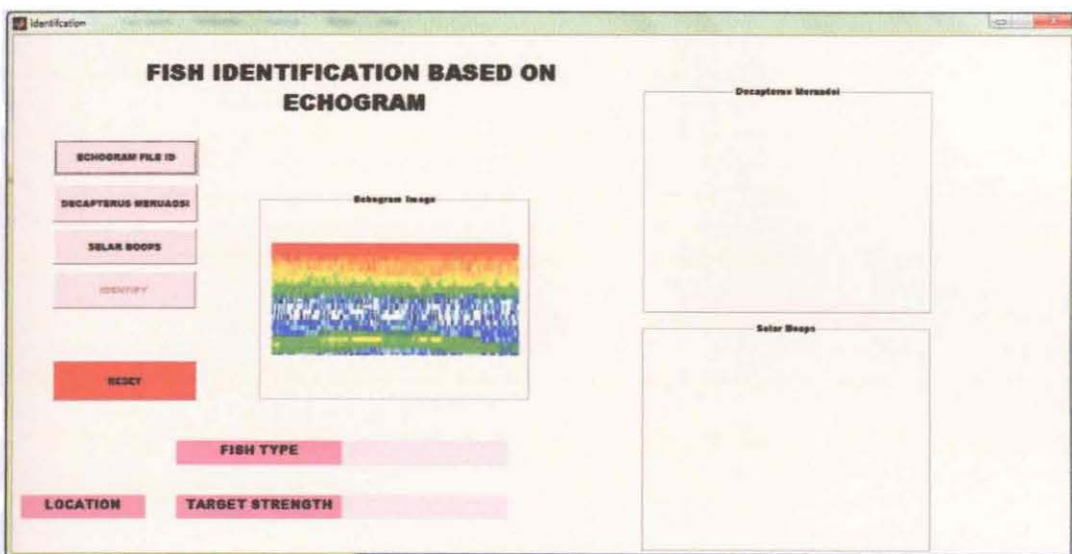 Identifcation
FISH IDENTIFICATION BASED ON
ECHOGRAM
ECHOGRAM FILE ID
DECAPTERUS MERUADSI
SELAR BOOPS
IDENTIFY
RESET
Echogram Image
FISH TYPE
LOCATION
TARGET STRENGTH
Decapterus Meruadsi
Selar Boops